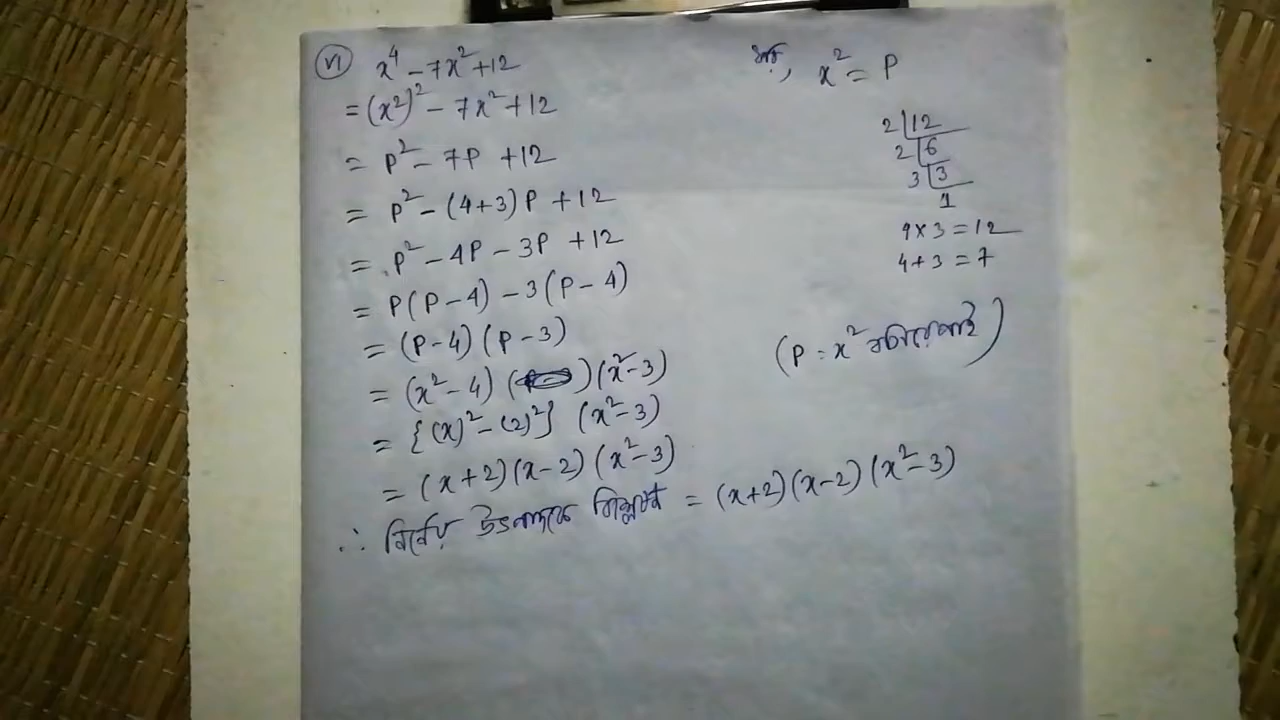 (vi) x⁴ - 7x² + 12
ধরি, x² = P
= (x²)² - 7x² + 12
= P² - 7P + 12
= P² - (4+3)P + 12
= P² - 4P - 3P + 12
= P(P-4) - 3(P-4)
= (P-4)(P-3)
= (x²-4) (x²-3)
= {(x)² - (2)²} (x²-3)
= (x+2)(x-2)(x²-3)
∴ নির্ণেয় উৎপাদকে বিশ্লেষণ = (x+2)(x-2)(x²-3)
2 | 12
2 | 6
3 | 3
1
4 × 3 = 12
4 + 3 = 7
(P = x² বসিয়ে পাই)